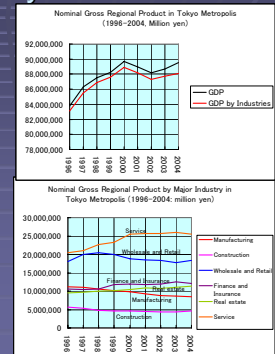 Nominal Gross Regional Product in Tokyo Metropolis
(1996-2004, Million yen)
92,000,000
90,000,000
88,000,000
86,000,000
84,000,000
82,000,000
80,000,000
78,000,000
GDP
GDP by Industries
1996
1997
1998
1999
2000
2001
2002
2003
2004
Nominal Gross Regional Product by Major Industry in
Tokyo Metropolis (1996-2004: million yen)
30,000,000
25,000,000
20,000,000
15,000,000
10,000,000
5,000,000
0
Service
Wholesale and Retail
Finance and Insurance
Real estate
Manufacturing
Construction
Manufacturing
Construction
Wholesale and Retail
Finance and
Insurance
Real estate
Service
1996
1997
1998
1999
2000
2001
2002
2003
2004